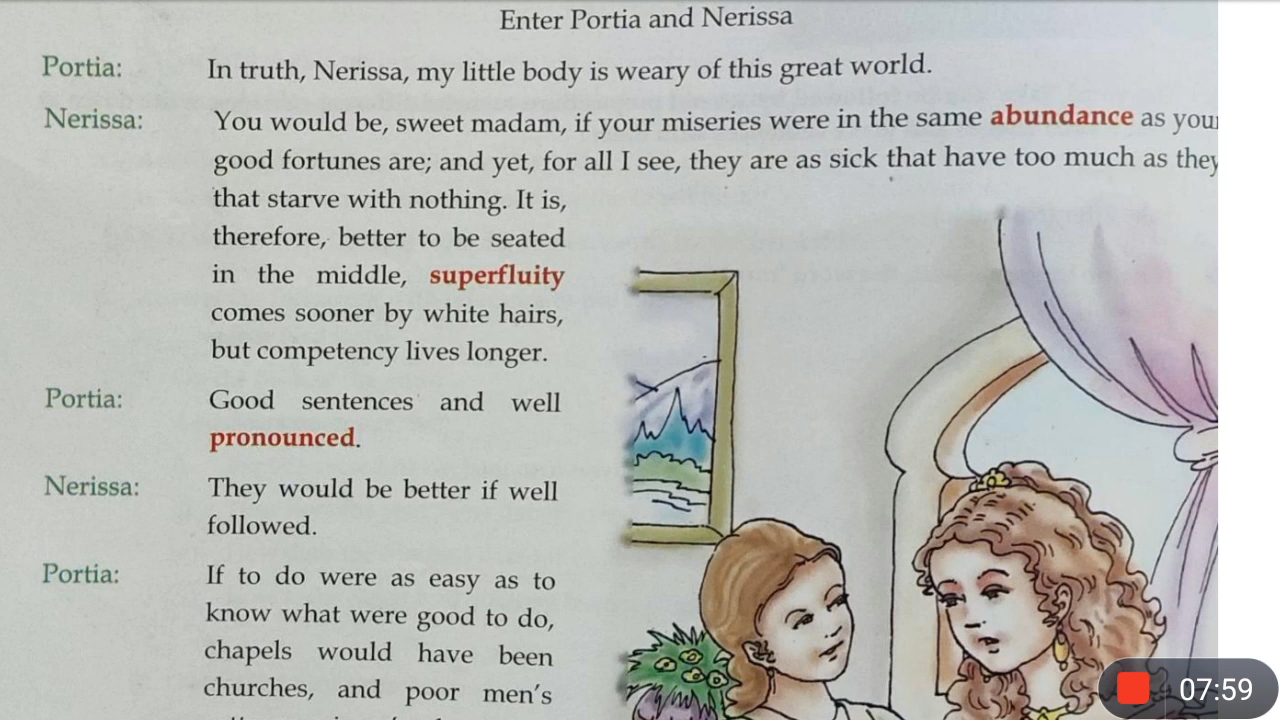 Enter Portia and Nerissa
Portia: In truth, Nerissa, my little body is weary of this great world.
Nerissa: You would be, sweet madam, if your miseries were in the same abundance as
good fortunes are; and yet, for all I see, they are as sick that have too much as they
that starve with nothing. It is,
therefore, better to be seated
in the middle, superfluity
comes sooner by white hairs,
but competency lives longer.
Portia: Good sentences and well
pronounced.
Nerissa: They would be better if well
followed.
Portia: If to do were as easy as to
know what were good to do,
chapels would have been
churches, and poor men's
07:59